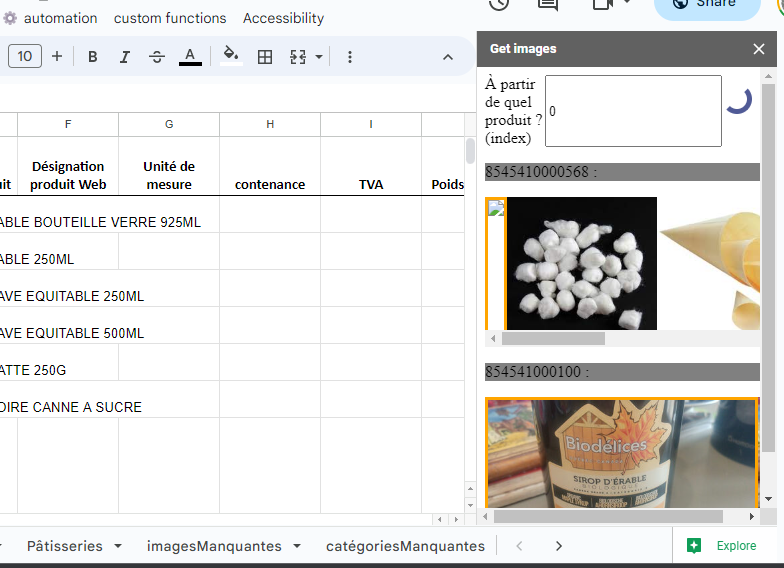 automation
custom functions
Accessibility
Share
10
+
B
I
A
Get images
À partir
de quel
produit ?
(index)
0
8545410000568 :
F
G
H
I
Désignation
produit Web
Unité de
mesure
contenance
TVA
Poids
ABLE BOUTEILLE VERRE 925ML
ABLE 250ML
AVE EQUITABLE 250ML
AVE EQUITABLE 500ML
ATTE 250G
OIRE CANNE A SUCRE
854541000100 :
Biodélices
SIROP D'ÉRABLE
BIOLOGIQUE
Pâtisseries
imagesManquantes
catégoriesManquantes
Explore